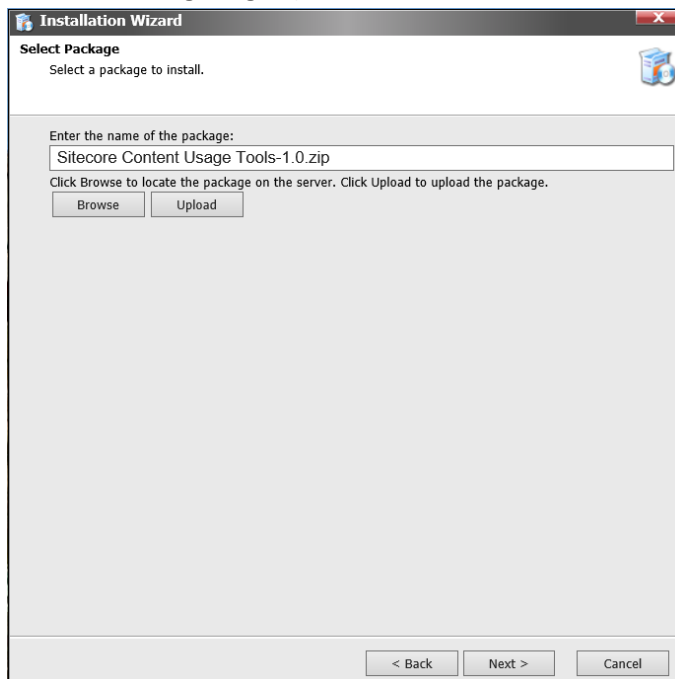 Installation Wizard
X
Select Package
Select a package to install.
Enter the name of the package:
Sitecore Content Usage Tools-1.0.zip
Click Browse to locate the package on the server. Click Upload to upload the package.
Browse Upload
< Back Next > Cancel